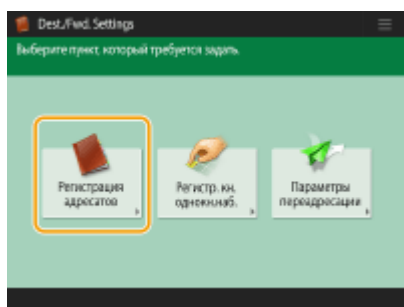 Dest./Fwd. Settings
Выберите пункт, который требуется задать.
Регистрация
адресатов
Регистр. кн.
однокн.наб.
Параметры
переадресации